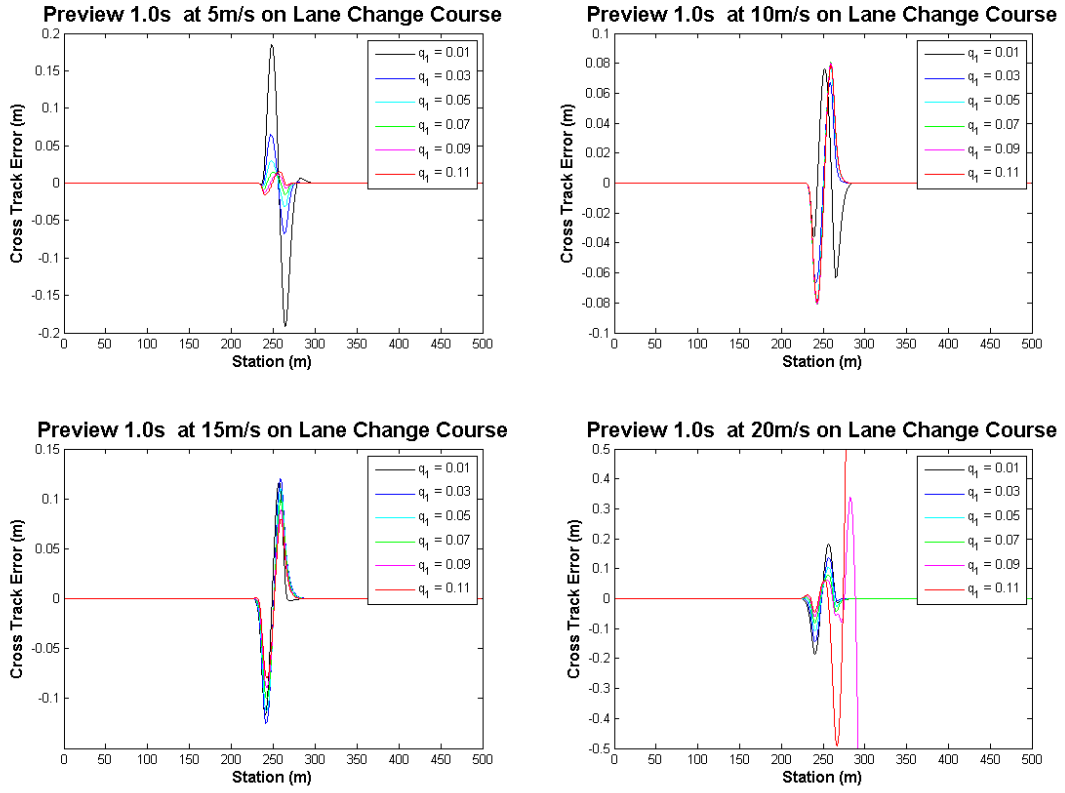 Preview 1.0s at 5m/s on Lane Change Course
Cross Track Error (m)
0.2
0.15
0.1
0.05
0
-0.05
-0.1
-0.15
-0.2
q1 = 0.01
q1 = 0.03
q1 = 0.05
q1 = 0.07
q1 = 0.09
q1 = 0.11
0 50 100 150 200 250 300 350 400 450 500
Station (m)
Preview 1.0s at 10m/s on Lane Change Course
Cross Track Error (m)
0.1
0.08
0.06
0.04
0.02
0
-0.02
-0.04
-0.06
-0.08
-0.1
q1 = 0.01
q1 = 0.03
q1 = 0.05
q1 = 0.07
q1 = 0.09
q1 = 0.11
0 50 100 150 200 250 300 350 400 450 500
Station (m)
Preview 1.0s at 15m/s on Lane Change Course
Cross Track Error (m)
0.15
0.1
0.05
0
-0.05
-0.1
q1 = 0.01
q1 = 0.03
q1 = 0.05
q1 = 0.07
q1 = 0.09
q1 = 0.11
0 50 100 150 200 250 300 350 400 450 500
Station (m)
Preview 1.0s at 20m/s on Lane Change Course
Cross Track Error (m)
0.5
0.4
0.3
0.2
0.1
0
-0.1
-0.2
-0.3
-0.4
-0.5
q1 = 0.01
q1 = 0.03
q1 = 0.05
q1 = 0.07
q1 = 0.09
q1 = 0.11
0 50 100 150 200 250 300 350 400 450 500
Station (m)